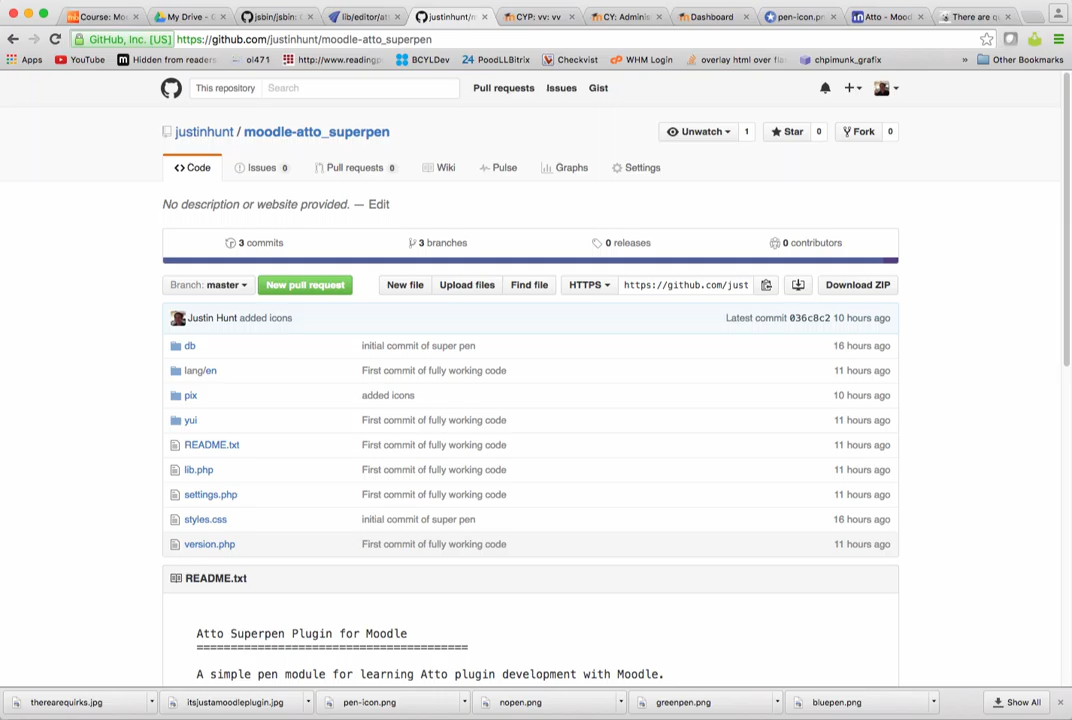 Course: Moo
My Drive - G
jsbin/jsbin: C
lib/editor/att
justinhunt/m
CYP: vv: vv
CY: Adminis
Dashboard
pen-icon.pn
Atto - Mood
There are q
GitHub, Inc. [US] https://github.com/justinhunt/moodle-atto_superpen
Apps
YouTube
Hidden from readers
ol471
http://www.readingp
BCYLDev
PoodLLBitrix
Checkvist
WHM Login
overlay html over fla
chpimunk_grafix
»
Other Bookmarks
This repository Search
Pull requests Issues Gist
justinhunt / moodle-atto_superpen
Unwatch 1 Star 0 Fork 0
Code Issues 0 Pull requests 0 Wiki Pulse Graphs Settings
No description or website provided. — Edit
3 commits 3 branches 0 releases 0 contributors
Branch: master New pull request New file Upload files Find file HTTPS https://github.com/just Download ZIP
Justin Hunt added icons Latest commit 036c8c2 10 hours ago
db initial commit of super pen 16 hours ago
lang/en First commit of fully working code 11 hours ago
pix added icons 10 hours ago
yui First commit of fully working code 11 hours ago
README.txt First commit of fully working code 11 hours ago
lib.php First commit of fully working code 11 hours ago
settings.php First commit of fully working code 11 hours ago
styles.css initial commit of super pen 16 hours ago
version.php First commit of fully working code 11 hours ago
README.txt
Atto Superpen Plugin for Moodle
========================================
A simple pen module for learning Atto plugin development with Moodle.
therearequirks.jpg itsjustamoodleplugin.jpg pen-icon.png nopen.png greenpen.png bluepen.png Show All